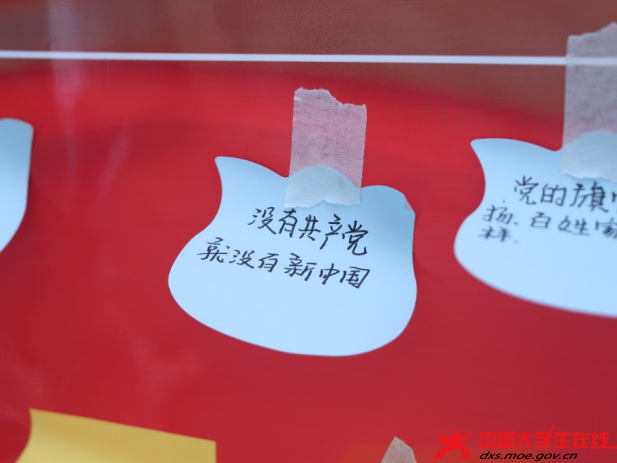 没有共产党
就没有新中国
党的旗
扬.百姓
样.
中国大学生在线
dxs.moe.gov.cn